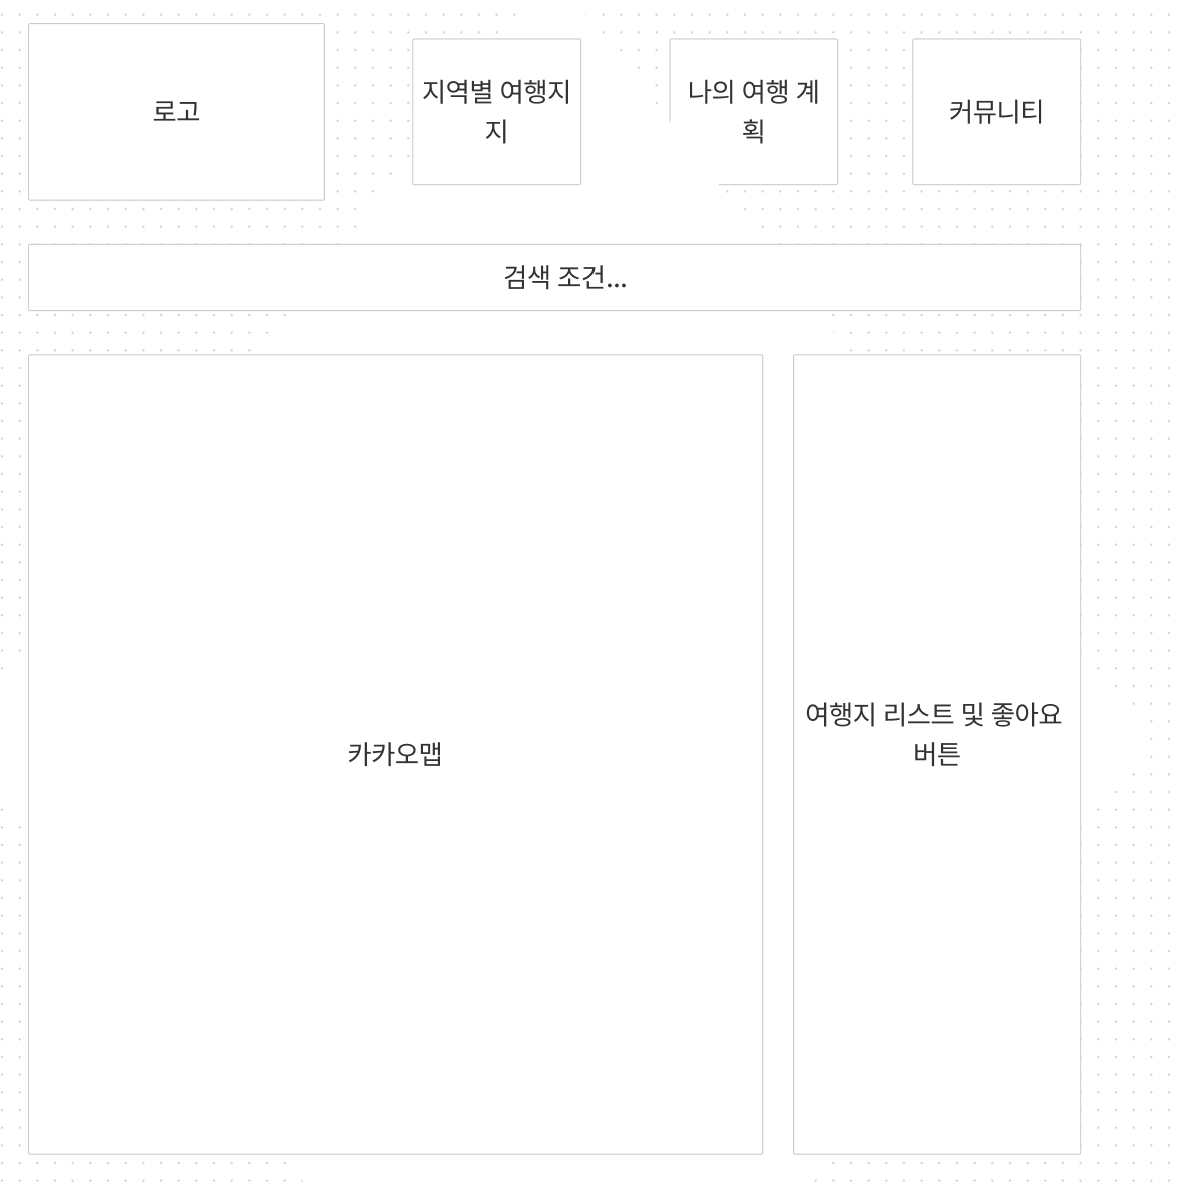 로고
지역별 여행지
지
나의 여행 계
획
커뮤니티
검색 조건...
카카오맵
여행지 리스트 및 좋아요
버튼